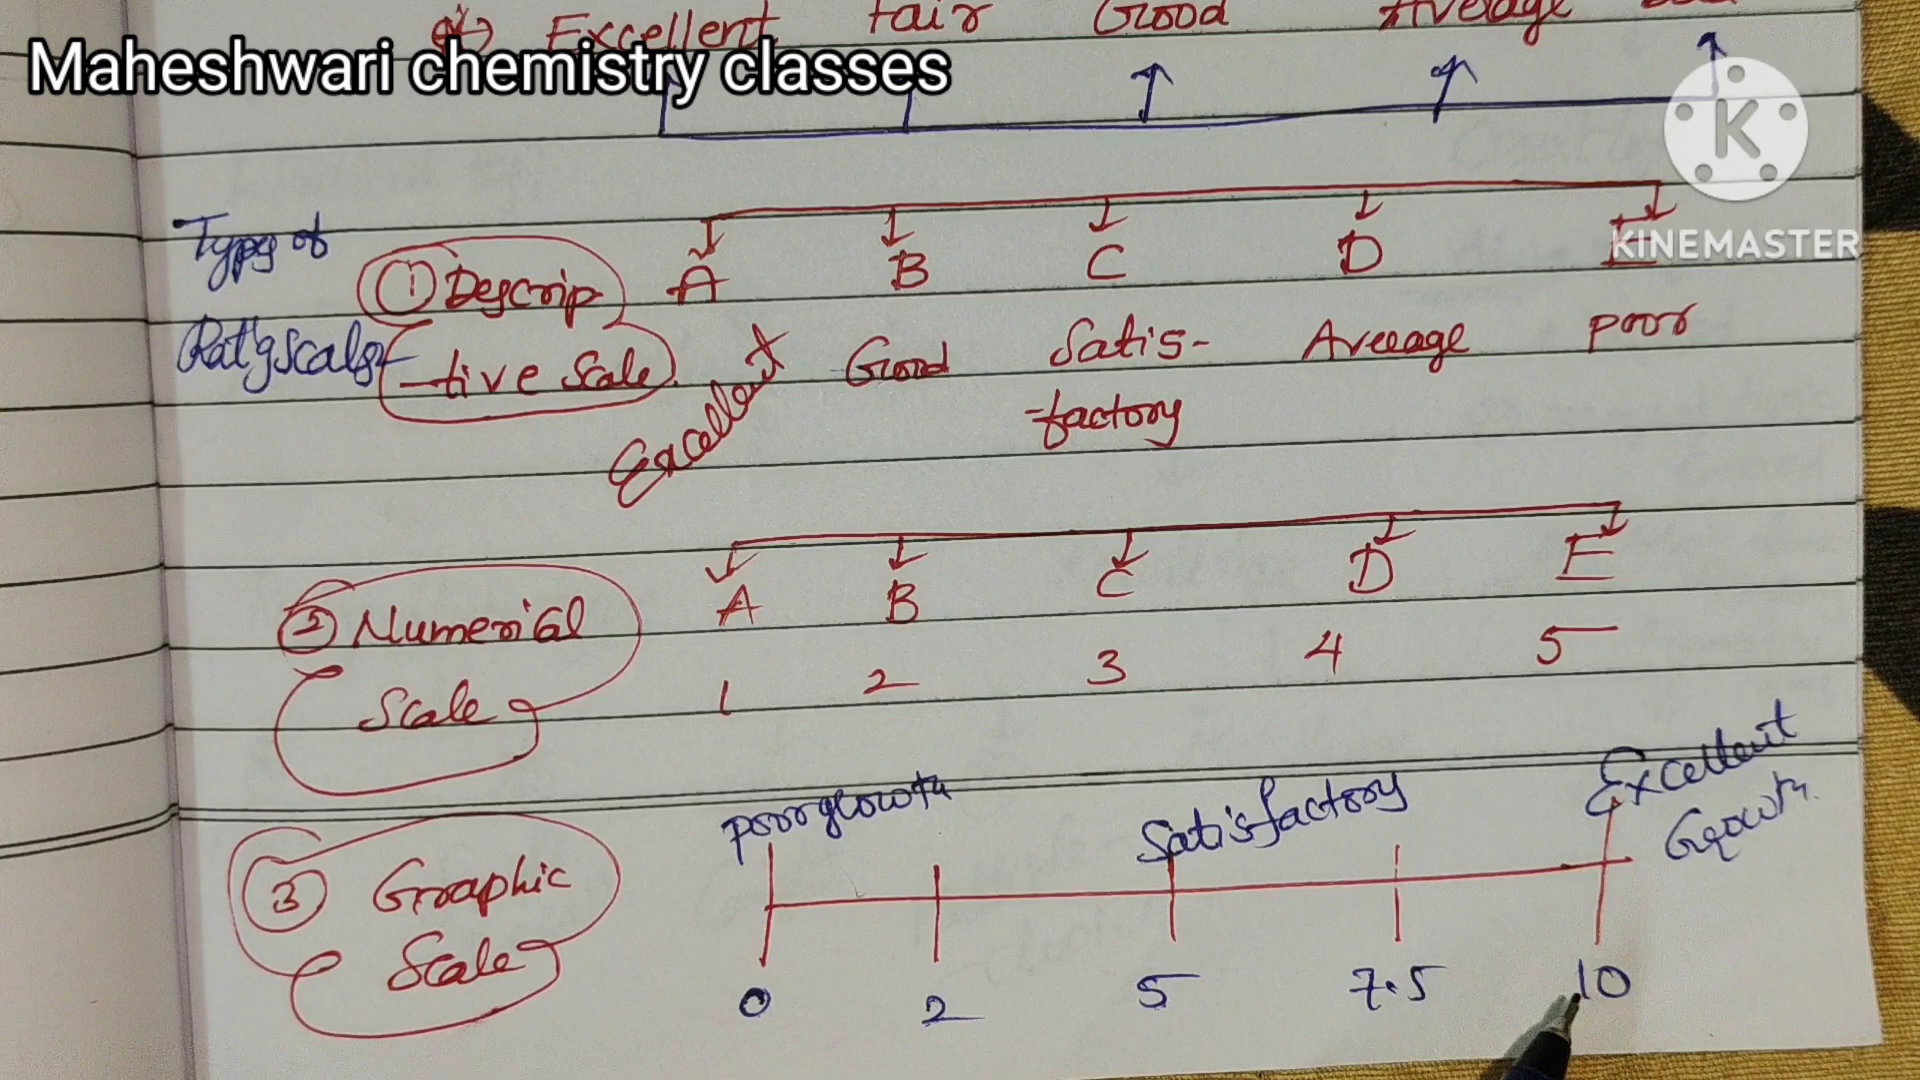 Ex) Excellent Fair Good Average
Maheshwari chemistry classes
K
KINEMASTER
Types of
Rat'g scales
① Descrip
-tive Scale
A B C D E
Excellent Good Satis- Average poor
-factory
② Numerical
Scale
A B C D E
1 2 3 4 5
③ Graphic
Scale
poor growth Satisfactory Excellent
Growth
0 2 5 7.5 10